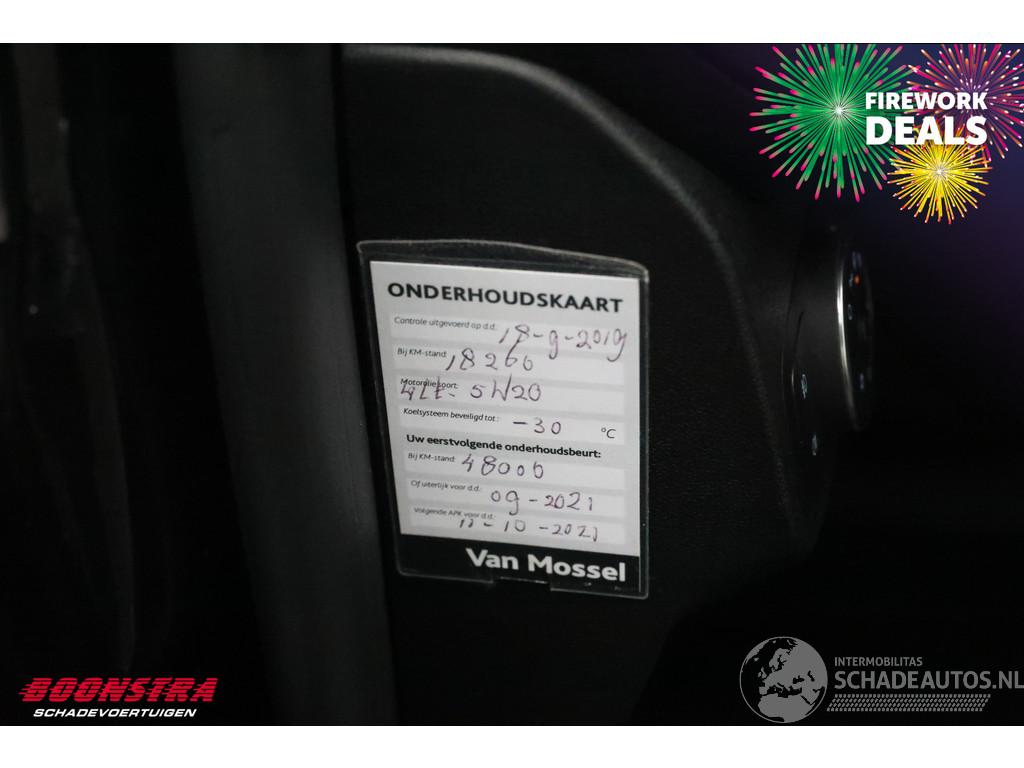 FIREWORK
DEALS
ONDERHOUDSKAART
Controle uitgevoerd op d.d.: 18-9-2019
Bij KM-stand: 18266
Motorolie soort: 5W20
Koelsysteem beveiligd tot: -30 °C
Uw eerstvolgende onderhoudsbeurt:
Bij KM-stand: 48000
Of uiterlijk voor d.d.: 09-2021
Volgende APK voor d.d.: 11-10-2021
Van Mossel
BOONSTRA
SCHADEVOERTUIGEN
INTERMOBILITAS
SCHADEAUTOS.NL